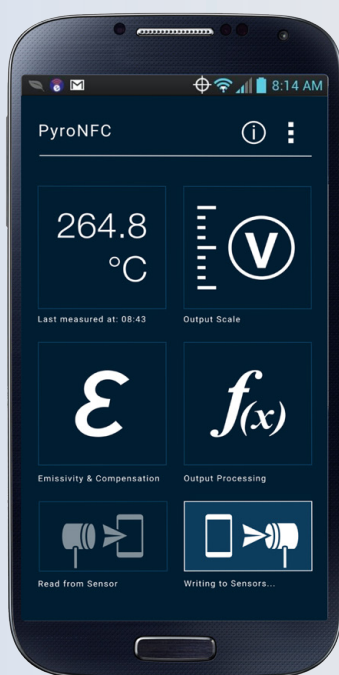 8:14 AM
PyroNFC
264.8
°C
V
Last measured at: 08:43
Output Scale
ε
f(x)
Emissivity & Compensation
Output Processing
Read from Sensor
Writing to Sensors...